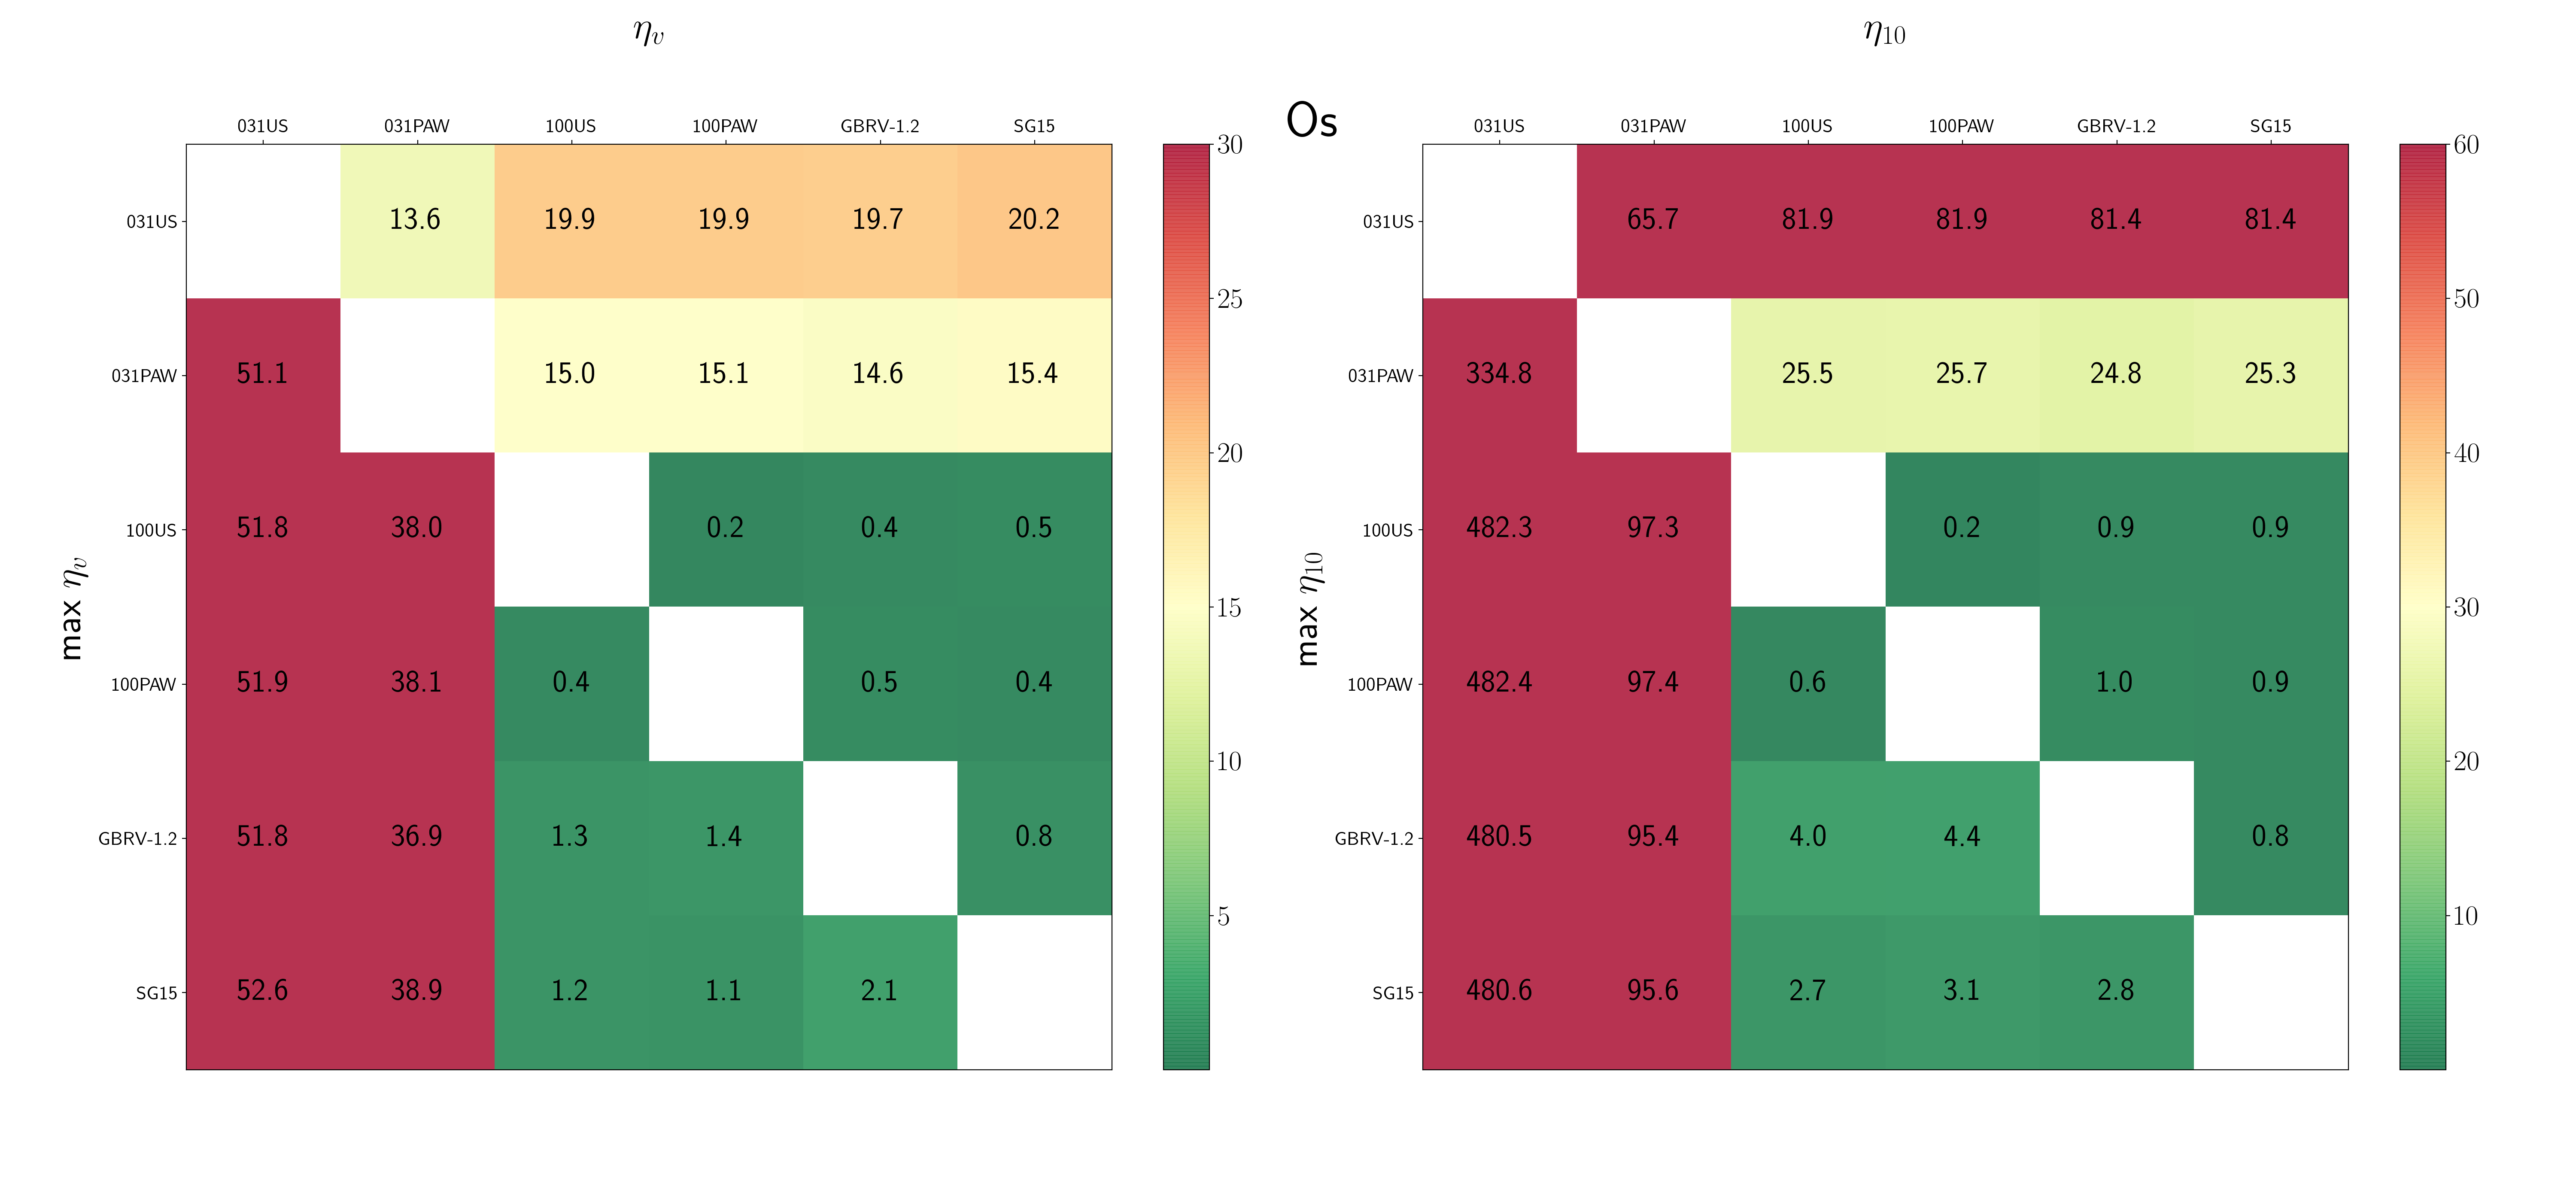 η_v
η_10
Os
031US 031PAW 100US 100PAW GBRV-1.2 SG15
031US 13.6 19.9 19.9 19.7 20.2
031PAW 51.1 15.0 15.1 14.6 15.4
100US 51.8 38.0 0.2 0.4 0.5
100PAW 51.9 38.1 0.4 0.5 0.4
GBRV-1.2 51.8 36.9 1.3 1.4 0.8
SG15 52.6 38.9 1.2 1.1 2.1
max η_v
30
25
20
15
10
5
031US 031PAW 100US 100PAW GBRV-1.2 SG15
031US 65.7 81.9 81.9 81.4 81.4
031PAW 334.8 25.5 25.7 24.8 25.3
100US 482.3 97.3 0.2 0.9 0.9
100PAW 482.4 97.4 0.6 1.0 0.9
GBRV-1.2 480.5 95.4 4.0 4.4 0.8
SG15 480.6 95.6 2.7 3.1 2.8
max η_10
60
50
40
30
20
10